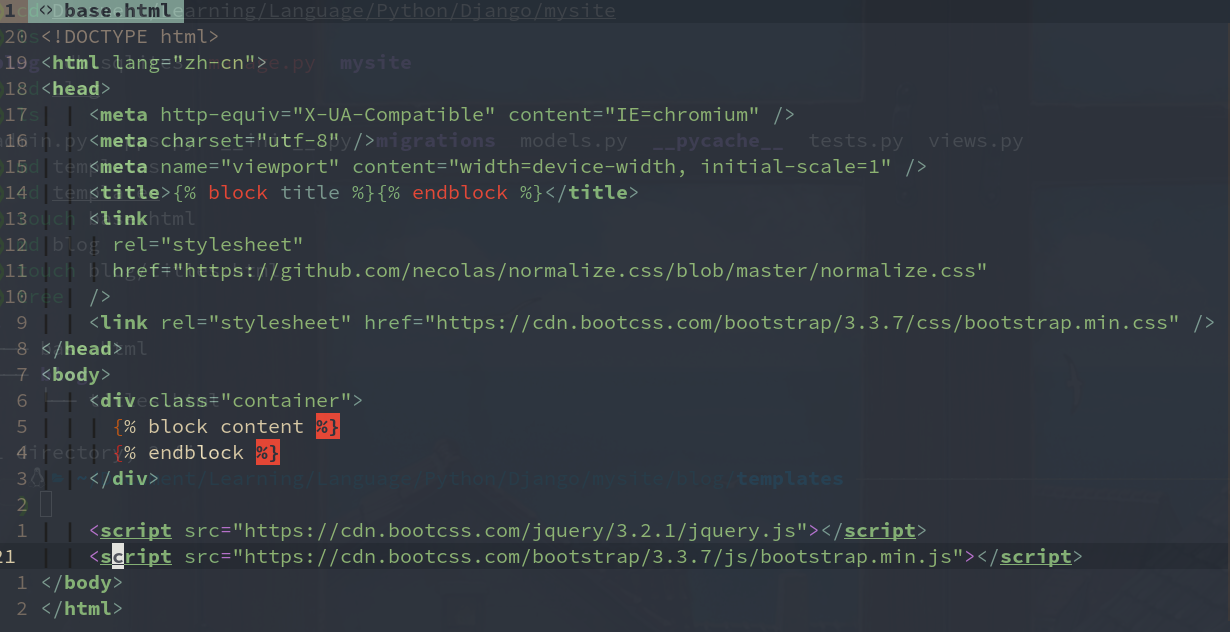 1 <> base.html
20 <!DOCTYPE html>
19 <html lang="zh-cn">
18 <head>
17 <meta http-equiv="X-UA-Compatible" content="IE=chromium" />
16 <meta charset="utf-8" />
15 <meta name="viewport" content="width=device-width, initial-scale=1" />
14 <title>{% block title %}{% endblock %}</title>
13 <link
12 rel="stylesheet"
11 href="https://github.com/necolas/normalize.css/blob/master/normalize.css"
10 />
9 <link rel="stylesheet" href="https://cdn.bootcss.com/bootstrap/3.3.7/css/bootstrap.min.css" />
8 </head>
7 <body>
6 <div class="container">
5 {% block content %}
4 {% endblock %}
3 </div>
2
1 <script src="https://cdn.bootcss.com/jquery/3.2.1/jquery.js"></script>
21 <script src="https://cdn.bootcss.com/bootstrap/3.3.7/js/bootstrap.min.js"></script>
1 </body>
2 </html>